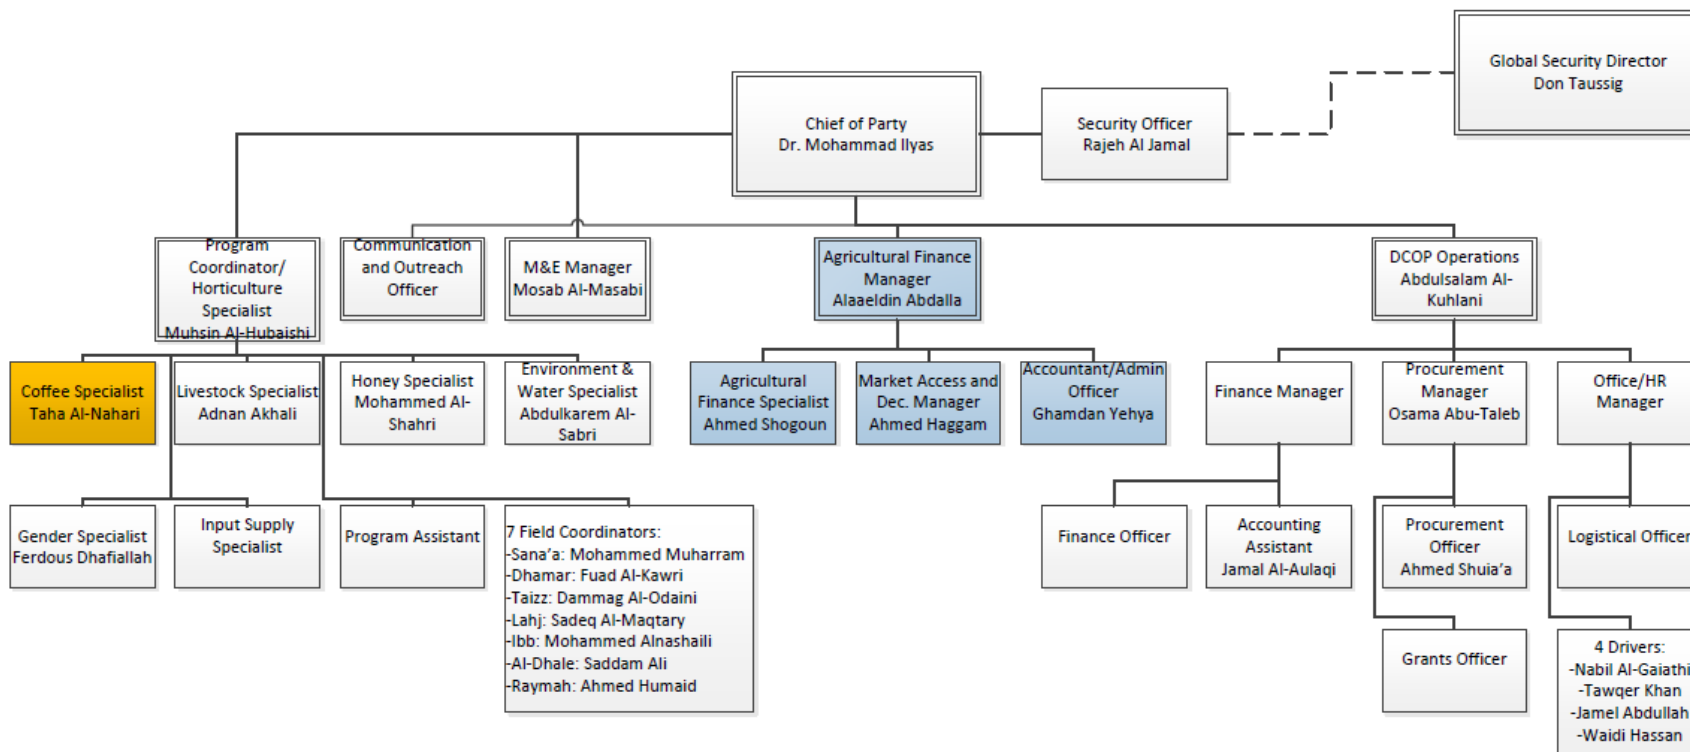 Global Security Director
Don Taussig
Chief of Party
Dr. Mohammad Ilyas
Security Officer
Rajeh Al Jamal
Program
Coordinator/
Horticulture
Specialist
Muhsin Al-Hubaishi
Communication
and Outreach
Officer
M&E Manager
Mosab Al-Masabi
Agricultural Finance
Manager
Alaaeldin Abdalla
DCOP Operations
Abdulsalam Al-
Kuhlani
Coffee Specialist
Taha Al-Nahari
Livestock Specialist
Adnan Akhali
Honey Specialist
Mohammed Al-
Shahri
Environment &
Water Specialist
Abdulkarem Al-
Sabri
Agricultural
Finance Specialist
Ahmed Shogoun
Market Access and
Dec. Manager
Ahmed Haggam
Accountant/Admin
Officer
Ghamdan Yehya
Finance Manager
Procurement
Manager
Osama Abu-Taleb
Office/HR
Manager
Gender Specialist
Ferdous Dhafiallah
Input Supply
Specialist
Program Assistant
7 Field Coordinators:
-Sana'a: Mohammed Muharram
-Dhamar: Fuad Al-Kawri
-Taizz: Dammag Al-Odaini
-Lahj: Sadeq Al-Maqtary
-Ibb: Mohammed Alnashaili
-Al-Dhale: Saddam Ali
-Raymah: Ahmed Humaid
Finance Officer
Accounting
Assistant
Jamal Al-Aulaqi
Procurement
Officer
Ahmed Shuia'a
Logistical Officer
Grants Officer
4 Drivers:
-Nabil Al-Gaiathi
-Tawqer Khan
-Jamel Abdullah
-Waidi Hassan